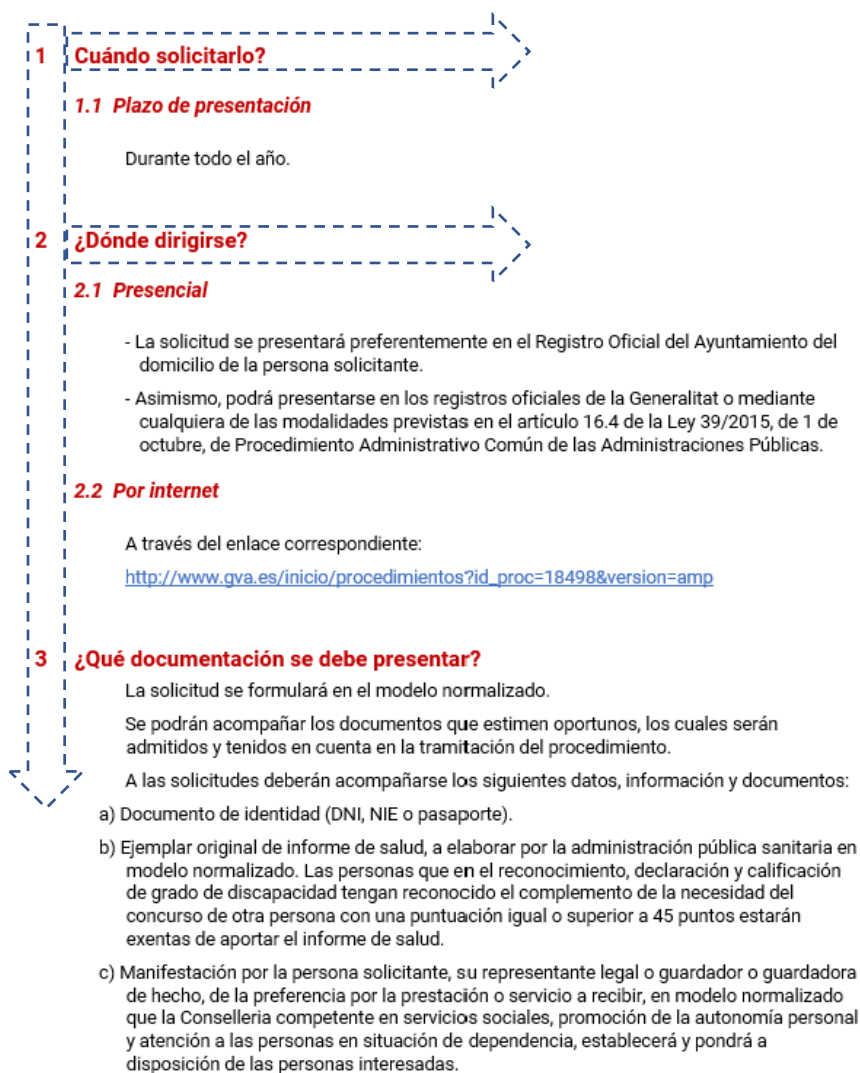 1 Cuándo solicitarlo?
1.1 Plazo de presentación
Durante todo el año.
2 ¿Dónde dirigirse?
2.1 Presencial
- La solicitud se presentará preferentemente en el Registro Oficial del Ayuntamiento del
domicilio de la persona solicitante.
- Asimismo, podrá presentarse en los registros oficiales de la Generalitat o mediante
cualquiera de las modalidades previstas en el artículo 16.4 de la Ley 39/2015, de 1 de
octubre, de Procedimiento Administrativo Común de las Administraciones Públicas.
2.2 Por internet
A través del enlace correspondiente:
http://www.gva.es/inicio/procedimientos?id_proc=18498&version=amp
3 ¿Qué documentación se debe presentar?
La solicitud se formulará en el modelo normalizado.
Se podrán acompañar los documentos que estimen oportunos, los cuales serán
admitidos y tenidos en cuenta en la tramitación del procedimiento.
A las solicitudes deberán acompañarse los siguientes datos, información y documentos:
a) Documento de identidad (DNI, NIE o pasaporte).
b) Ejemplar original de informe de salud, a elaborar por la administración pública sanitaria en
modelo normalizado. Las personas que en el reconocimiento, declaración y calificación
de grado de discapacidad tengan reconocido el complemento de la necesidad del
concurso de otra persona con una puntuación igual o superior a 45 puntos estarán
exentas de aportar el informe de salud.
c) Manifestación por la persona solicitante, su representante legal o guardador o guardadora
de hecho, de la preferencia por la prestación o servicio a recibir, en modelo normalizado
que la Conselleria competente en servicios sociales, promoción de la autonomía personal
y atención a las personas en situación de dependencia, establecerá y pondrá a
disposición de las personas interesadas.